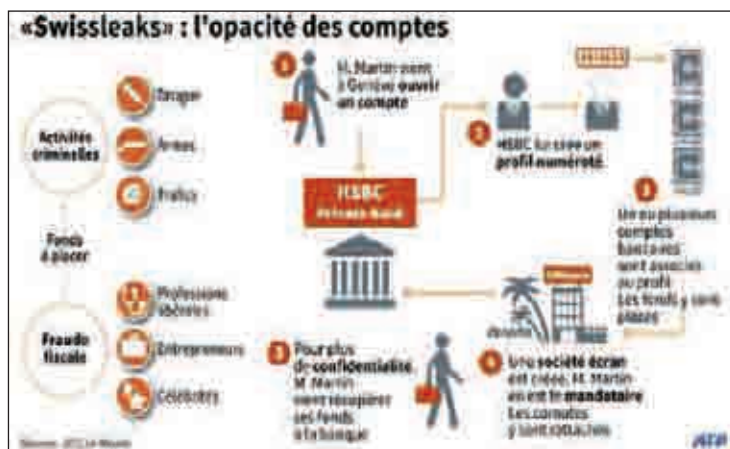 «Swissleaks» : l'opacité des comptes
Activités
criminelles
Drogue
Armes
Trafics
Fonds
à placer
Fraude
fiscale
Professions
libérales
Entrepreneurs
Célébrités
1
M. Martin vient
à Genève ouvrir
un compte
HSBC
Private Bank
2
HSBC lui crée un
profil numéroté.
3
Un ou plusieurs
comptes
bancaires
sont associés
au profil
Les fonds y sont
placés
4
Une société écran
est créée, M. Martin
en est le mandataire
Les comptes
y sont rattachés
Pour plus
de confidentialité
M. Martin
vient récupérer
ses fonds
à la banque
AFP